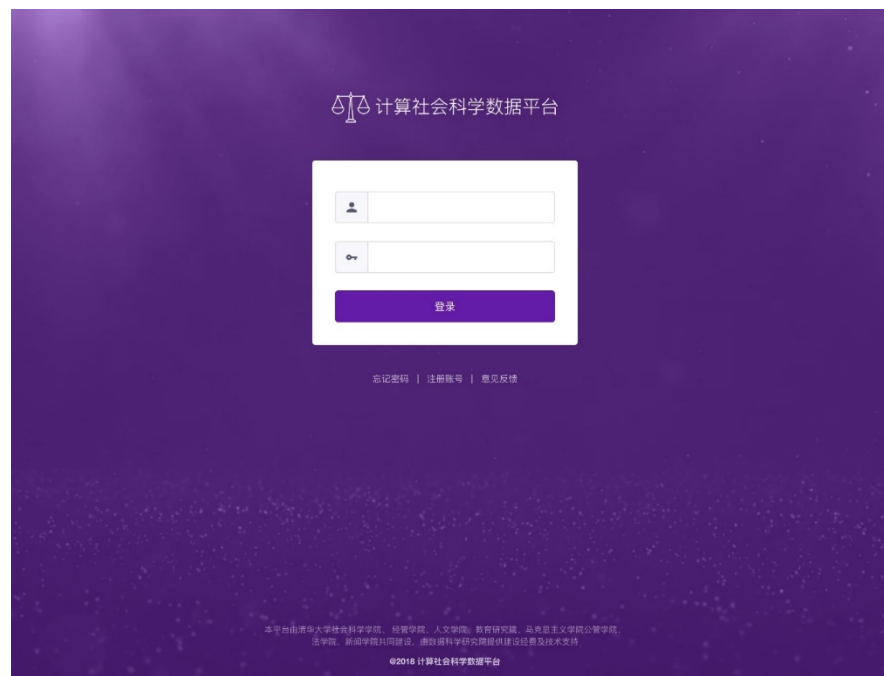 计算社会科学数据平台
登录
忘记密码 | 注册账号 | 意见反馈
本平台由清华大学社会科学学院、经管学院、人文学院、教育研究院、马克思主义学院公管学院、
法学院、新闻学院共同建设，由数据科学研究院提供建设经费及技术支持
©2018 计算社会科学数据平台